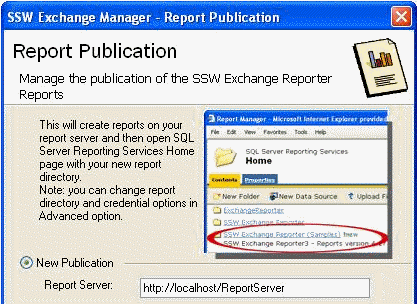 SSW Exchange Manager - Report Publication
Report Publication
Manage the publication of the SSW Exchange Reporter
Reports
This will create reports on your
report server and then open SQL
Server Reporting Services Home
page with your new report
directory.
Note: you can change report
directory and credential options in
Advanced option.
Report Manager - Microsoft Internet Explorer provided
File Edit View Favorites Tools Help
SQL Server Reporting Services
Home
Contents Properties
New Folder New Data Source Upload Fi
ExchangeReporter
SSW Exchange Reporter
SSW Exchange Reporter (Samples) !new
SSW Exchange Reporter3 - Reports version
New Publication
Report Server: http://localhost/ReportServer